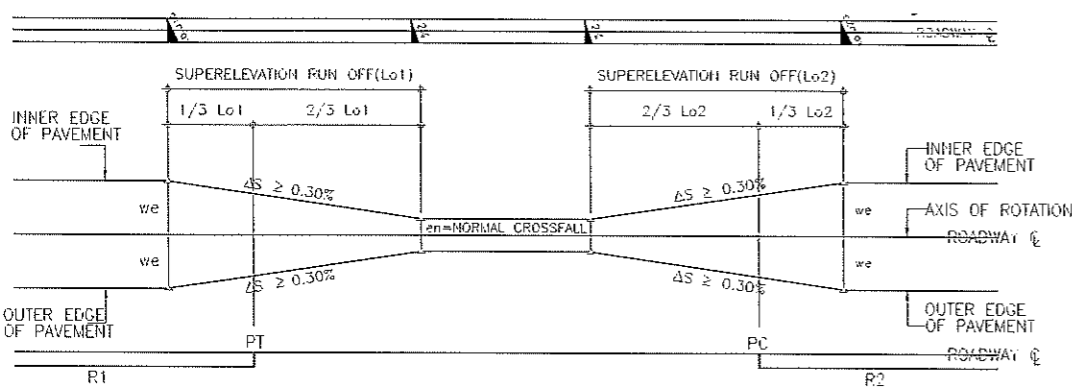 2%
2%
ROADWAY ℄
SUPERELEVATION RUN OFF(Lo1)
SUPERELEVATION RUN OFF(Lo2)
1/3 Lo1
2/3 Lo1
2/3 Lo2
1/3 Lo2
INNER EDGE
OF PAVEMENT
INNER EDGE
OF PAVEMENT
ΔS ≥ 0.30%
ΔS ≥ 0.30%
we
en=NORMAL CROSSFALL
we
AXIS OF ROTATION
ROADWAY ℄
we
we
ΔS ≥ 0.30%
ΔS ≥ 0.30%
OUTER EDGE
OF PAVEMENT
OUTER EDGE
OF PAVEMENT
PT
PC
ROADWAY ℄
R1
R2